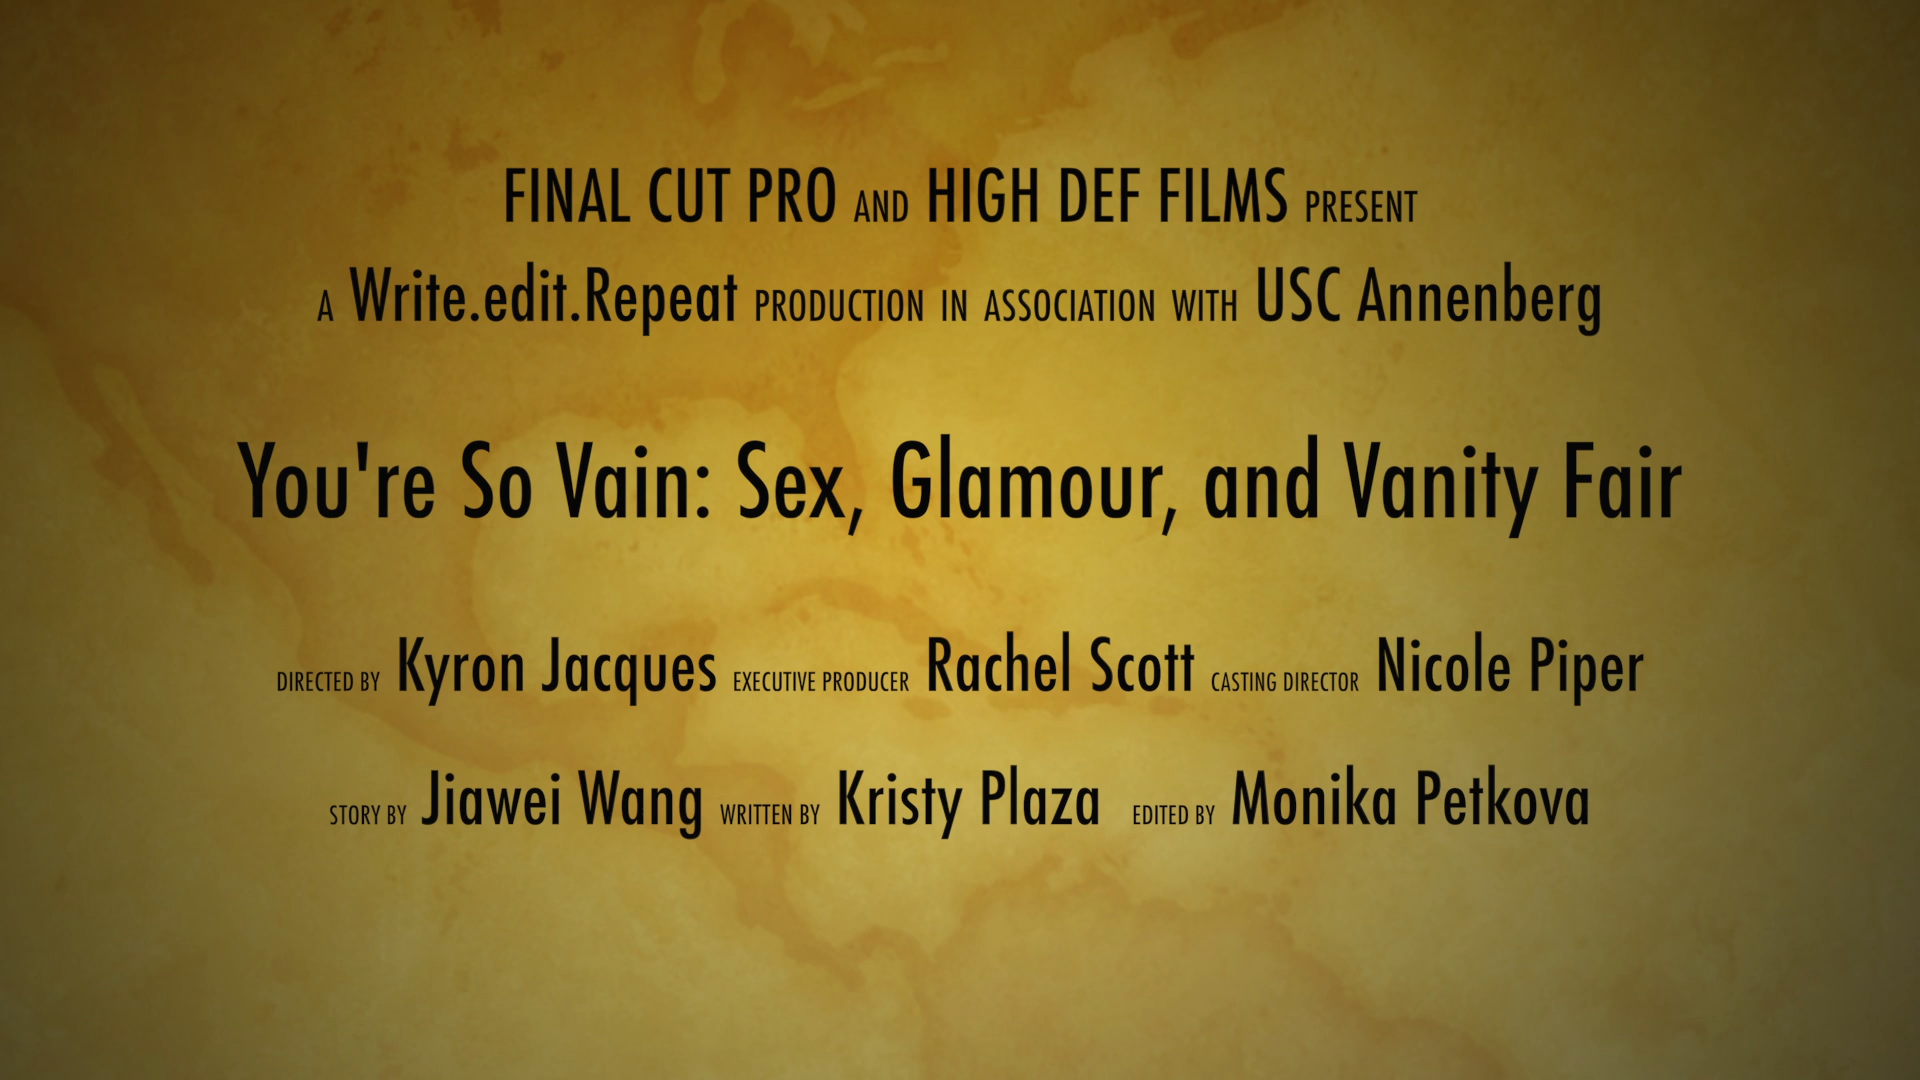 FINAL CUT PRO AND HIGH DEF FILMS PRESENT
A Write.edit.Repeat PRODUCTION IN ASSOCIATION WITH USC Annenberg
You're So Vain: Sex, Glamour, and Vanity Fair
DIRECTED BY Kyron Jacques EXECUTIVE PRODUCER Rachel Scott CASTING DIRECTOR Nicole Piper
STORY BY Jiawei Wang WRITTEN BY Kristy Plaza EDITED BY Monika Petkova